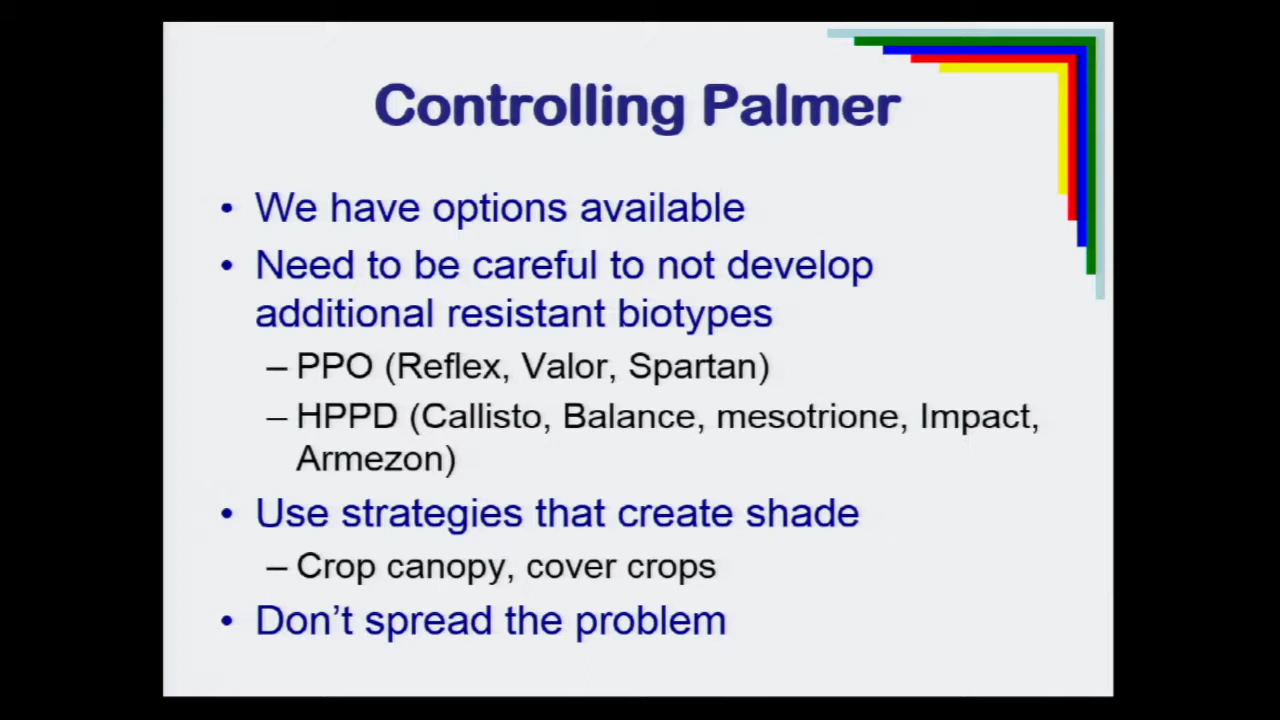 Controlling Palmer
• We have options available
• Need to be careful to not develop
additional resistant biotypes
– PPO (Reflex, Valor, Spartan)
– HPPD (Callisto, Balance, mesotrione, Impact,
Armezon)
• Use strategies that create shade
– Crop canopy, cover crops
• Don’t spread the problem